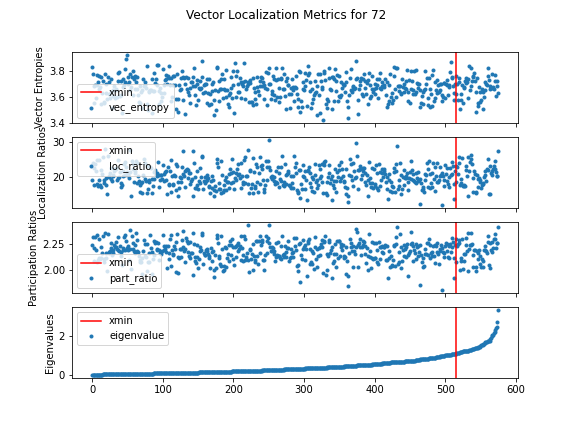 Vector Localization Metrics for 72
Vector Entropies
3.8
3.6
3.4
xmin
vec_entropy
Localization Ratios
30
20
xmin
loc_ratio
Participation Ratios
2.25
2.00
xmin
part_ratio
Eigenvalues
2
0
xmin
eigenvalue
0
100
200
300
400
500
600